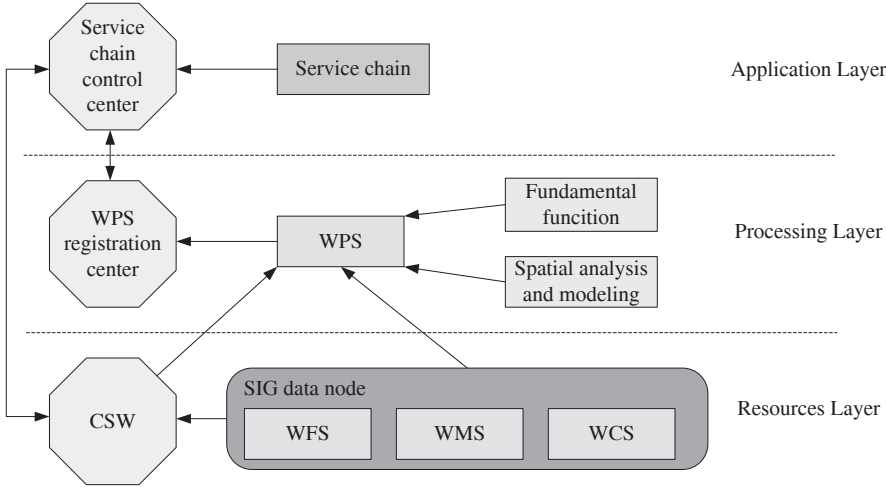 Service
chain
control
center
Service chain
Application Layer
WPS
registration
center
WPS
Fundamental
funcition
Spatial analysis
and modeling
Processing Layer
CSW
SIG data node
WFS
WMS
WCS
Resources Layer